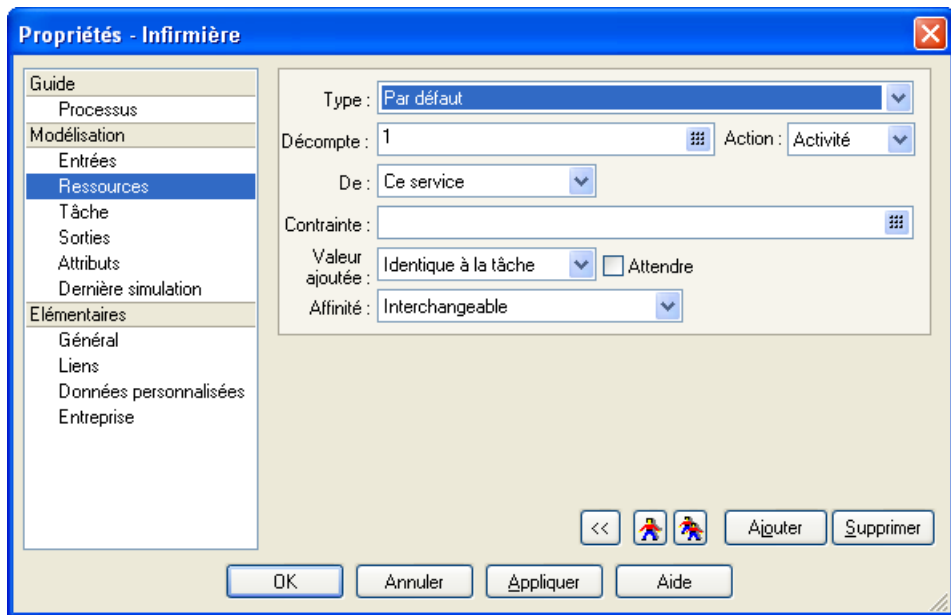 Propriétés - Infirmière
Guide
Processus
Modélisation
Entrées
Ressources
Tâche
Sorties
Attributs
Dernière simulation
Elémentaires
Général
Liens
Données personnalisées
Entreprise
Type : Par défaut
Décompte : 1 Action : Activité
De : Ce service
Contrainte :
Valeur
ajoutée : Identique à la tâche Attendre
Affinité : Interchangeable
<< Ajouter Supprimer
OK Annuler Appliquer Aide